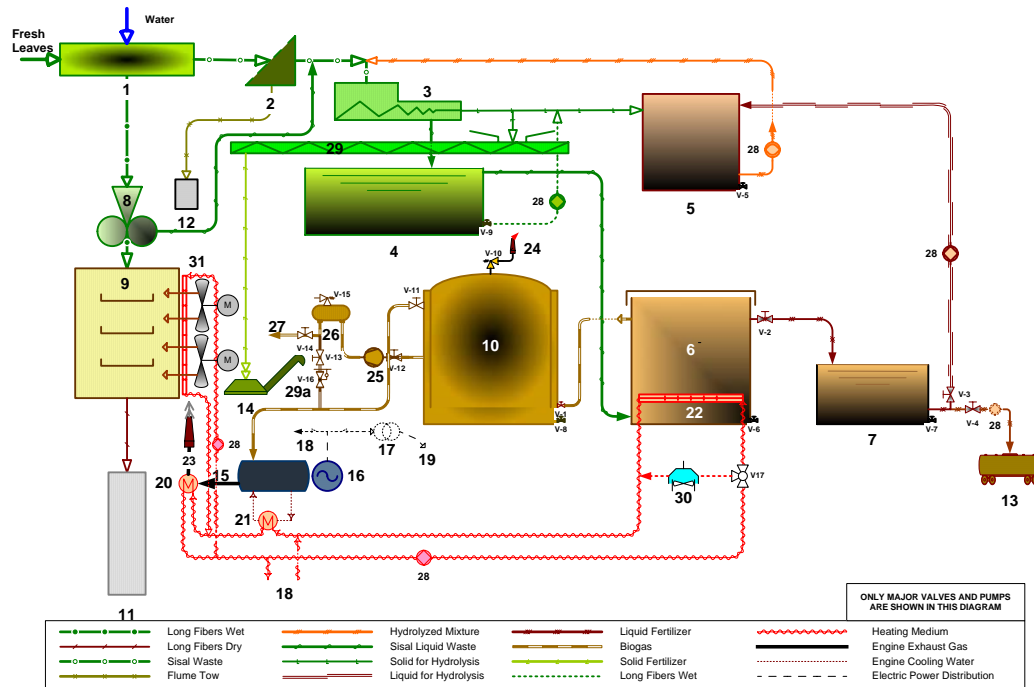 Water
Fresh
Leaves
1
2
3
29
28
5
V-5
8
12
28
V-9
4
28
9
31
M
M
V-10
24
V-11
V-15
27
26
V-14
V-13
V-12
V-16
25
29a
14
10
V-1
V-8
6
V-2
22
V-6
7
V-3
V-7
V-4
28
13
28
23
20
15
18
17
19
16
M
21
M
30
V17
28
18
11
ONLY MAJOR VALVES AND PUMPS
ARE SHOWN IN THIS DIAGRAM
Long Fibers Wet
Long Fibers Dry
Sisal Waste
Flume Tow
Hydrolyzed Mixture
Sisal Liquid Waste
Solid for Hydrolysis
Liquid for Hydrolysis
Liquid Fertilizer
Biogas
Solid Fertilizer
Long Fibers Wet
Heating Medium
Engine Exhaust Gas
Engine Cooling Water
Electric Power Distribution